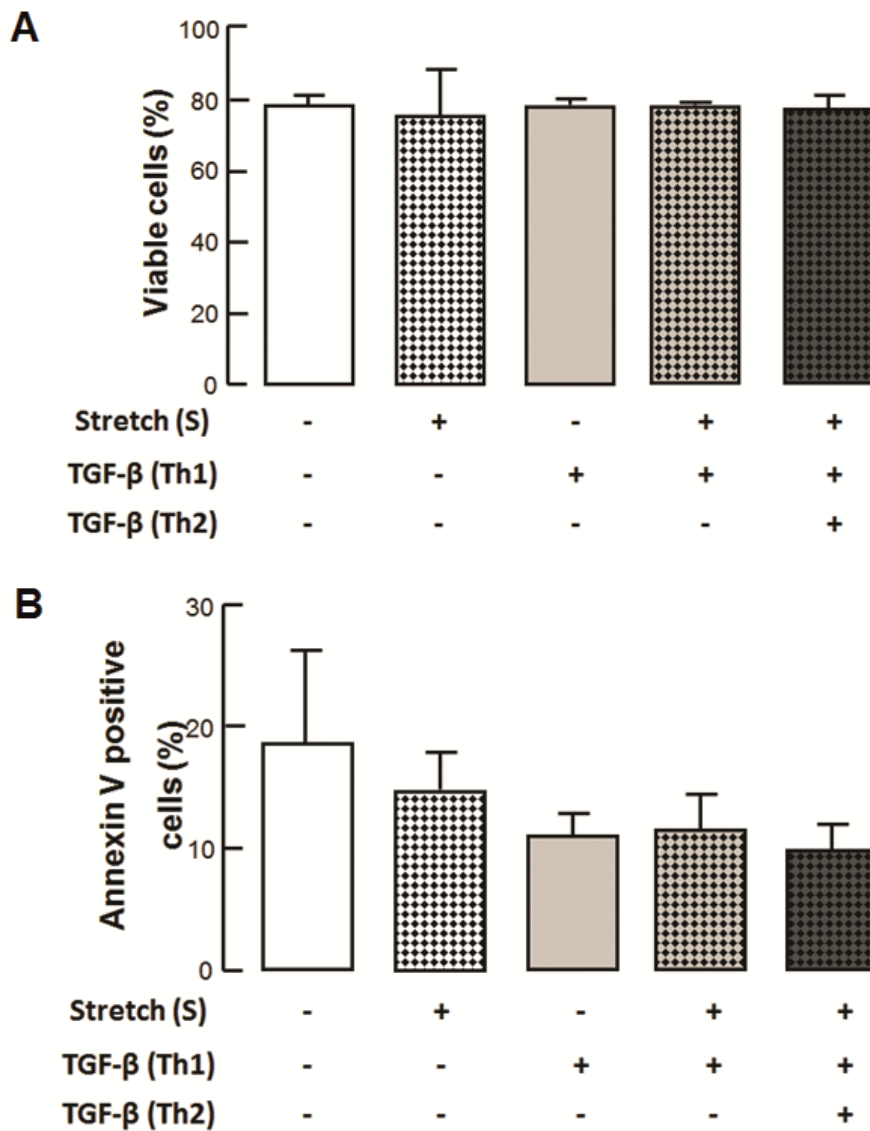 A
Viable cells (%)
100
80
60
40
20
0
Stretch (S) - + - + +
TGF-β (Th1) - - + + +
TGF-β (Th2) - - - - +
B
Annexin V positive
cells (%)
30
20
10
0
Stretch (S) - + - + +
TGF-β (Th1) - - + + +
TGF-β (Th2) - - - - +